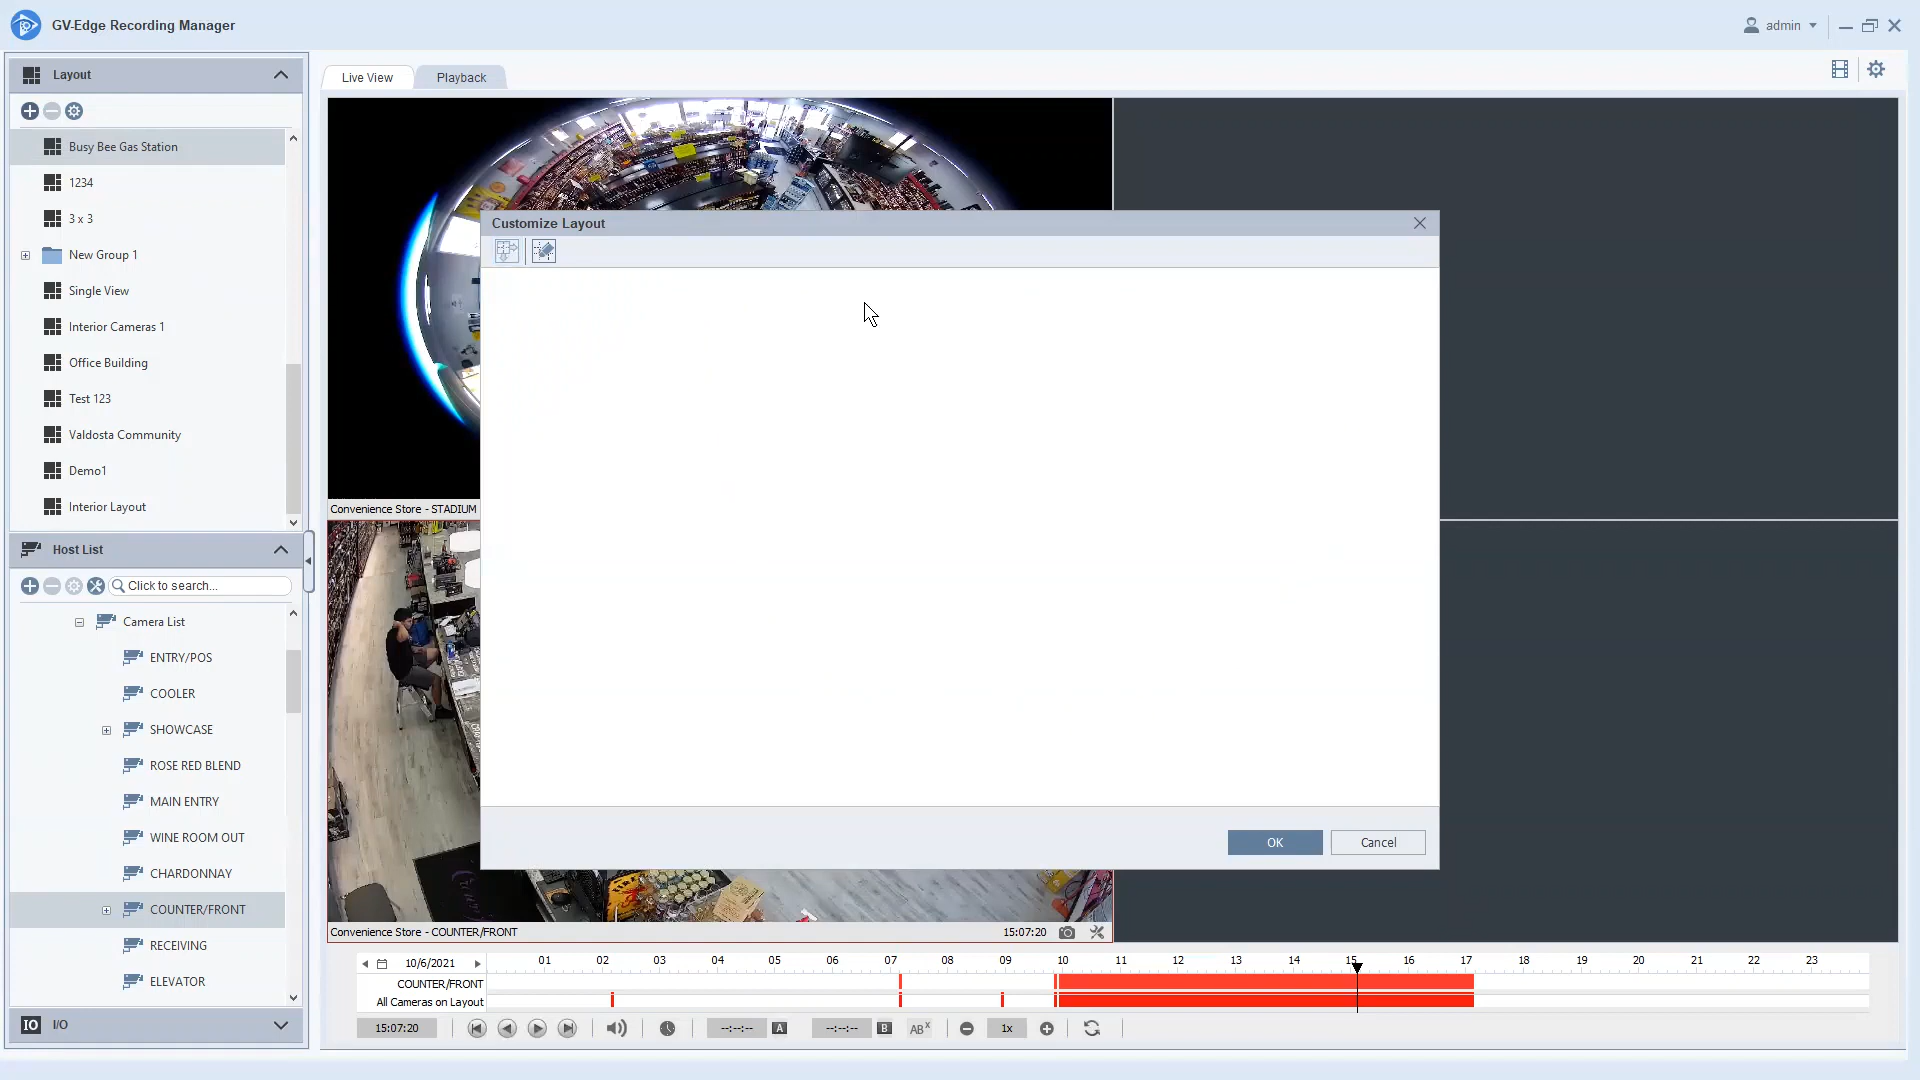 GV-Edge Recording Manager
admin
Layout
Busy Bee Gas Station
1234
3 x 3
New Group 1
Single View
Interior Cameras 1
Office Building
Test 123
Valdosta Community
Demo1
Interior Layout
Host List
Click to search...
Camera List
ENTRY/POS
COOLER
SHOWCASE
ROSE RED BLEND
MAIN ENTRY
WINE ROOM OUT
CHARDONNAY
COUNTER/FRONT
RECEIVING
ELEVATOR
IO I/O
Live View
Playback
Convenience Store - STADIUM
Customize Layout
OK
Cancel
Convenience Store - COUNTER/FRONT
15:07:20
10/6/2021
01 02 03 04 05 06 07 08 09 10 11 12 13 14 15 16 17 18 19 20 21 22 23
COUNTER/FRONT
All Cameras on Layout
15:07:20
--:--:-- A
--:--:-- B
ABx
1x